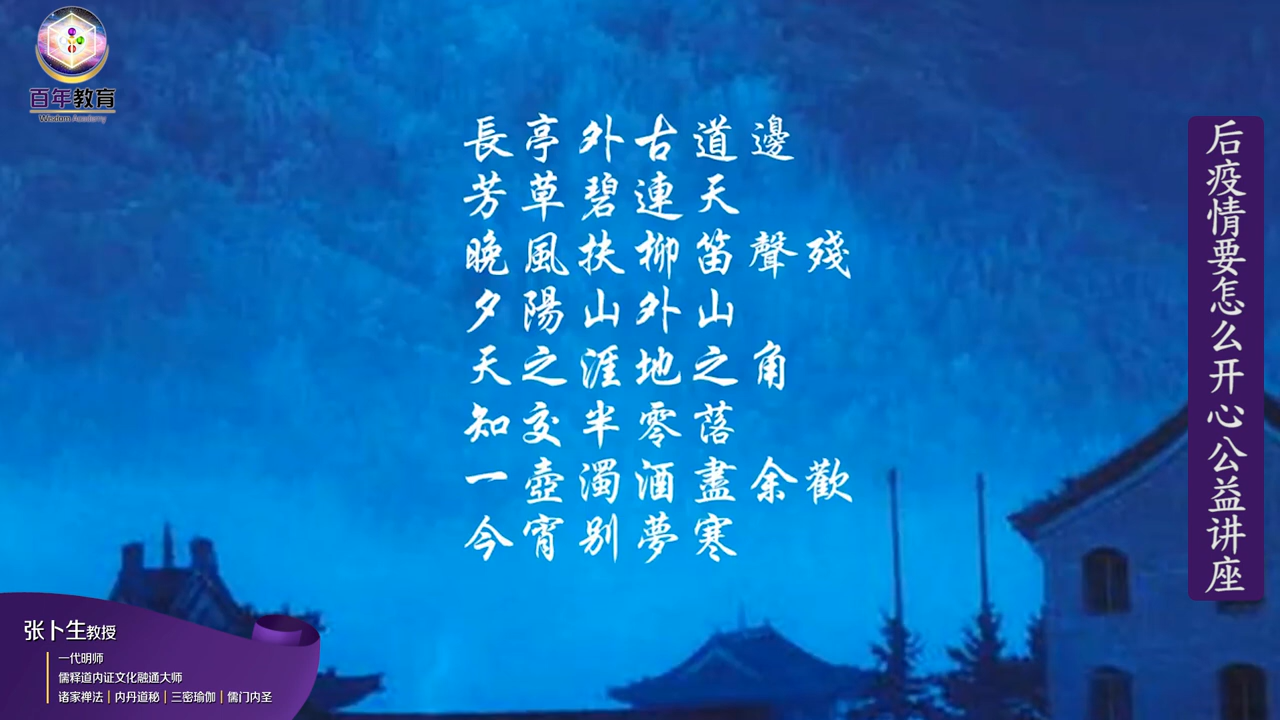 百年教育
Wisdom Academy
長亭外古道邊
芳草碧連天
晚風扶柳笛聲殘
夕陽山外山
天之涯地之角
知交半零落
一壺濁酒盡余歡
今宵别夢寒
后疫情要怎么开心公益讲座
张卜生教授
一代明师
儒释道内证文化融通大师
诸家禅法|内丹道秘|三密瑜伽|儒门内圣